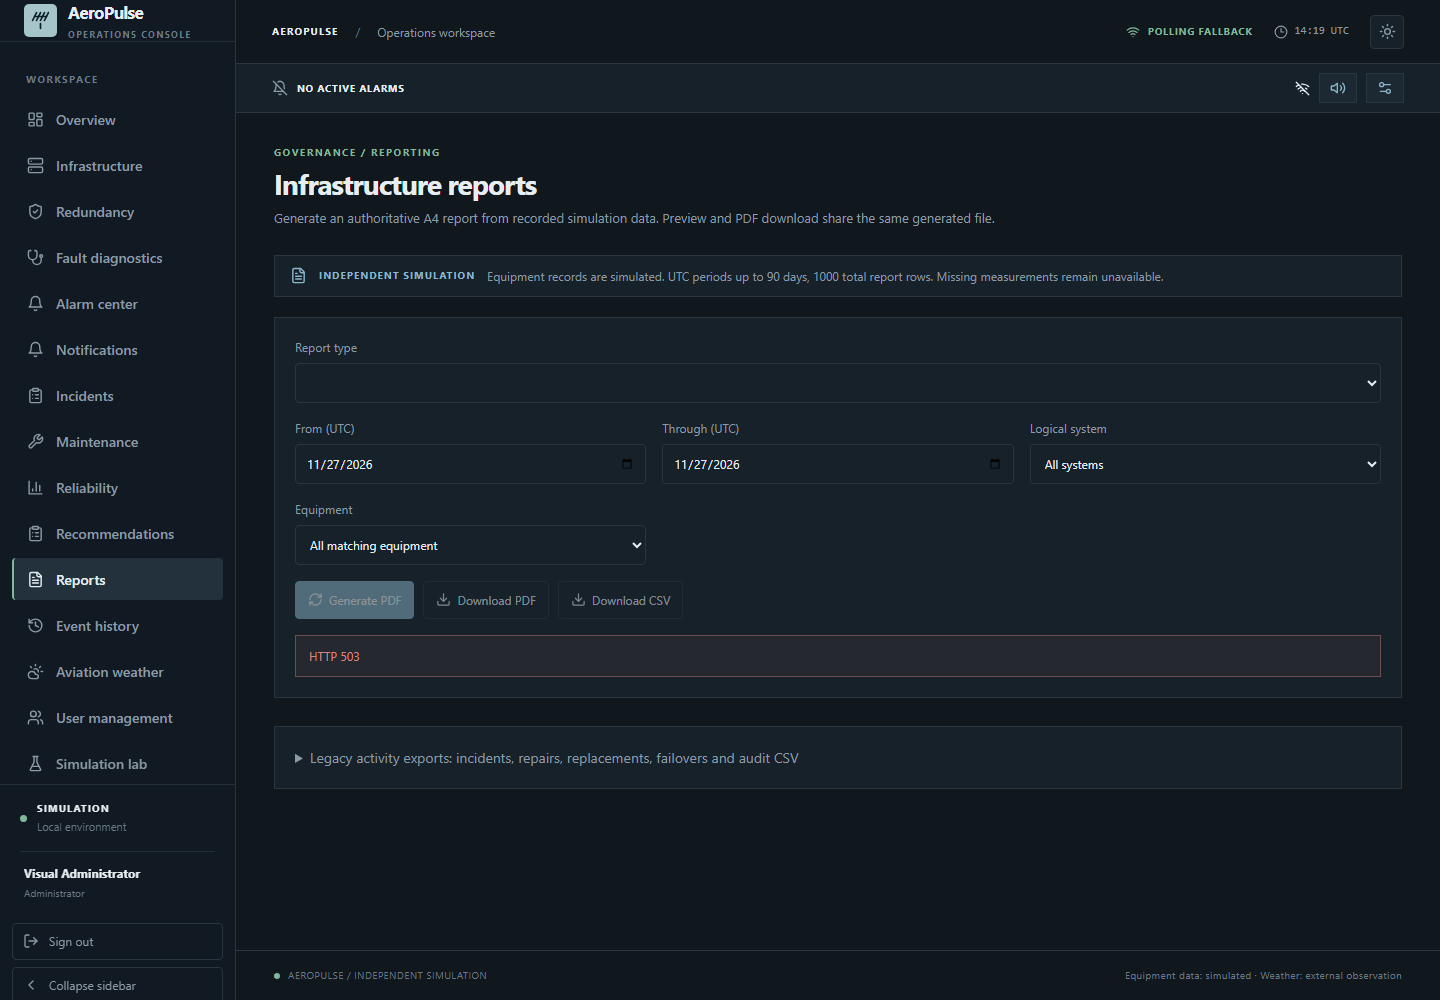 AeroPulse
OPERATIONS CONSOLE
WORKSPACE
Overview
Infrastructure
Redundancy
Fault diagnostics
Alarm center
Notifications
Incidents
Maintenance
Reliability
Recommendations
Reports
Event history
Aviation weather
User management
Simulation lab
SIMULATION
Local environment
Visual Administrator
Administrator
Sign out
Collapse sidebar
AEROPULSE / Operations workspace
POLLING FALLBACK
14:19 UTC
NO ACTIVE ALARMS
GOVERNANCE / REPORTING
Infrastructure reports
Generate an authoritative A4 report from recorded simulation data. Preview and PDF download share the same generated file.
INDEPENDENT SIMULATION Equipment records are simulated. UTC periods up to 90 days, 1000 total report rows. Missing measurements remain unavailable.
Report type
From (UTC) Through (UTC) Logical system
11/27/2026 11/27/2026 All systems
Equipment
All matching equipment
Generate PDF Download PDF Download CSV
HTTP 503
Legacy activity exports: incidents, repairs, replacements, failovers and audit CSV
AEROPULSE / INDEPENDENT SIMULATION
Equipment data: simulated · Weather: external observation